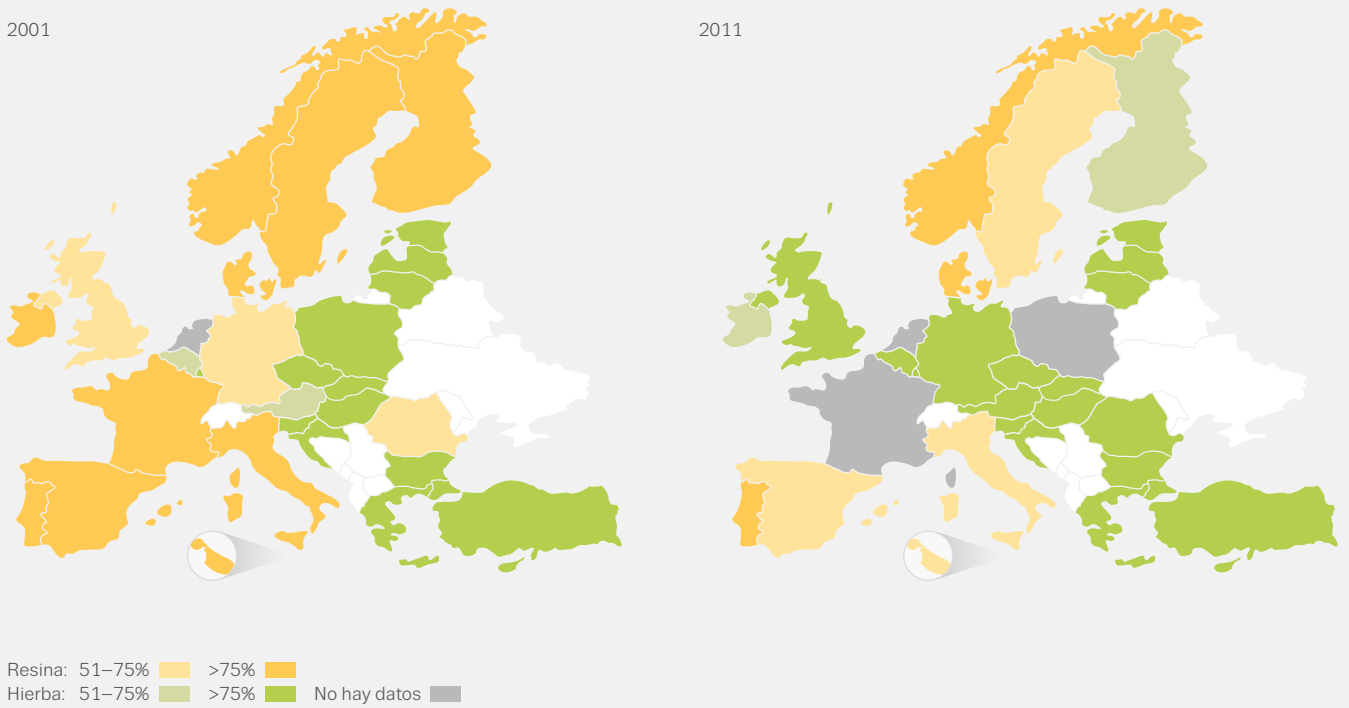 2001
2011
Resina: 51–75% >75%
Hierba: 51–75% >75% No hay datos